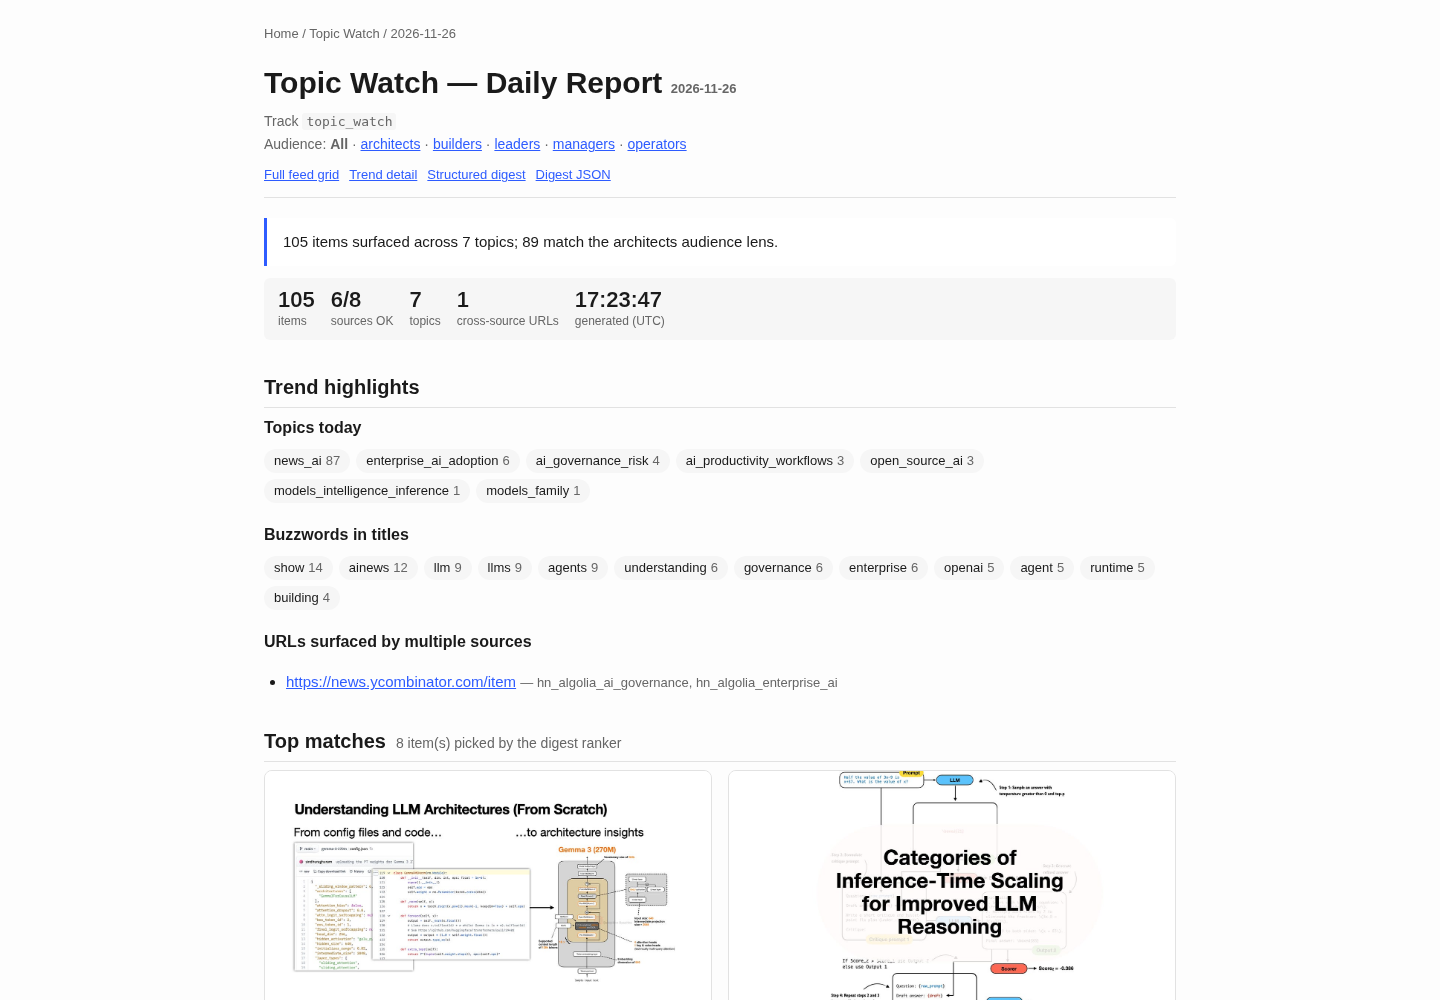 Home / Topic Watch / 2026-11-26
Topic Watch — Daily Report 2026-11-26
Track topic_watch
Audience: All · architects · builders · leaders · managers · operators
Full feed grid Trend detail Structured digest Digest JSON
105 items surfaced across 7 topics; 89 match the architects audience lens.
105 6/8 7 1 17:23:47
items sources OK topics cross-source URLs generated (UTC)
Trend highlights
Topics today
news_ai 87 enterprise_ai_adoption 6 ai_governance_risk 4 ai_productivity_workflows 3 open_source_ai 3
models_intelligence_inference 1 models_family 1
Buzzwords in titles
show 14 ainews 12 llm 9 llms 9 agents 9 understanding 6 governance 6 enterprise 6 openai 5 agent 5 runtime 5
building 4
URLs surfaced by multiple sources
https://news.ycombinator.com/item — hn_algolia_ai_governance, hn_algolia_enterprise_ai
Top matches 8 item(s) picked by the digest ranker
Understanding LLM Architectures (From Scratch)
From config files and code… …to architecture insights
Gemma 3 (270M)
Prompt
LLM
Categories of
Inference-Time Scaling
for Improved LLM
Reasoning
else use Output 1
Scorer